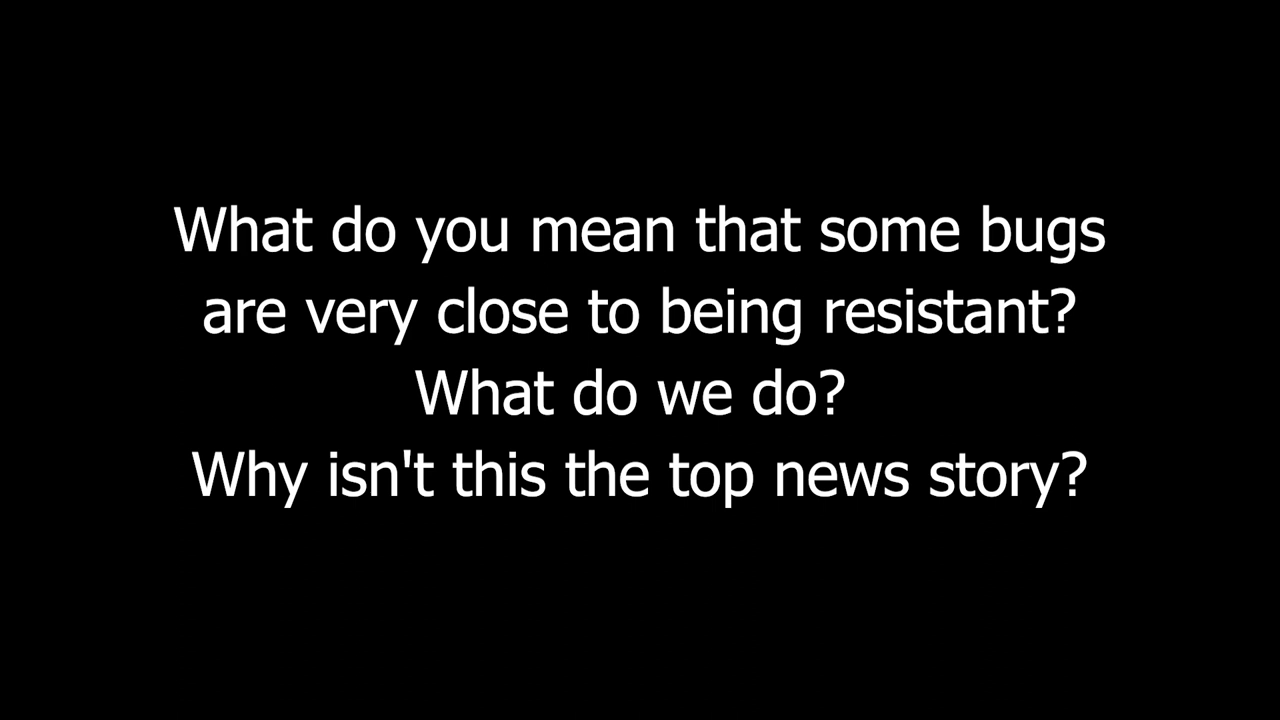 What do you mean that some bugs
are very close to being resistant?
What do we do?
Why isn't this the top news story?